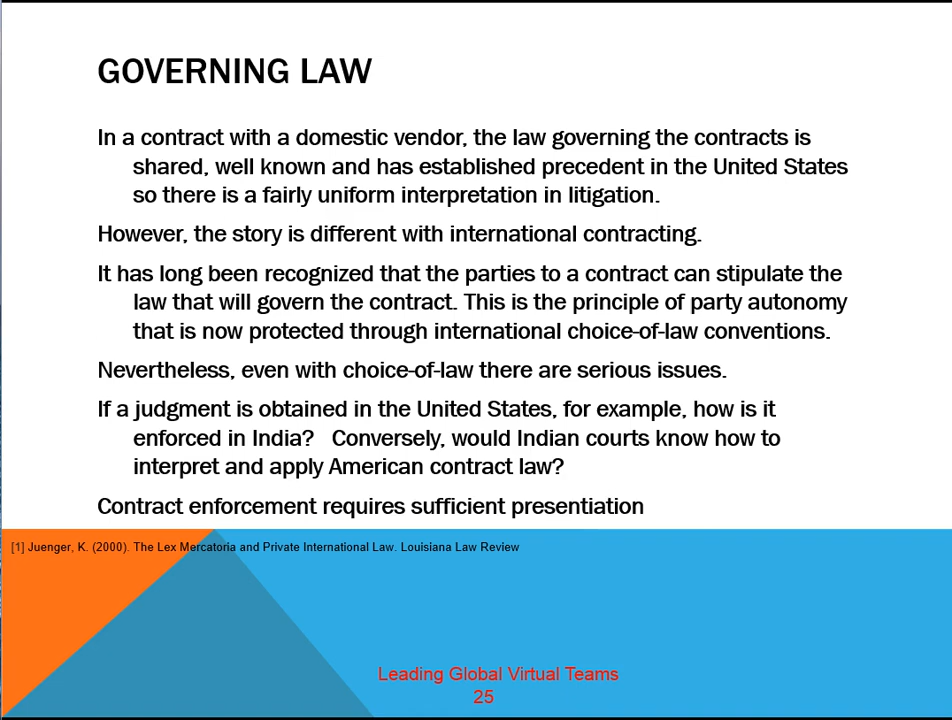 GOVERNING LAW
In a contract with a domestic vendor, the law governing the contracts is
shared, well known and has established precedent in the United States
so there is a fairly uniform interpretation in litigation.
However, the story is different with international contracting.
It has long been recognized that the parties to a contract can stipulate the
law that will govern the contract. This is the principle of party autonomy
that is now protected through international choice-of-law conventions.
Nevertheless, even with choice-of-law there are serious issues.
If a judgment is obtained in the United States, for example, how is it
enforced in India?   Conversely, would Indian courts know how to
interpret and apply American contract law?
Contract enforcement requires sufficient presentiation
[1] Juenger, K. (2000). The Lex Mercatoria and Private International Law. Louisiana Law Review
Leading Global Virtual Teams
25